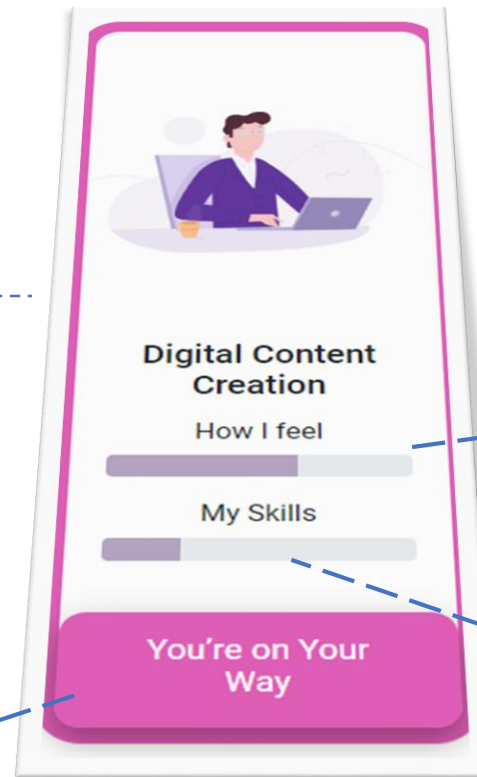 Digital Content
Creation
How I feel
My Skills
You’re on Your
Way